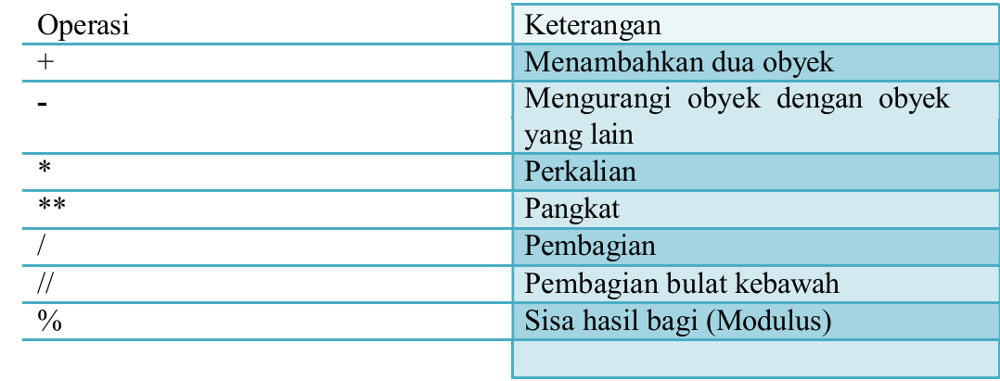 Operasi Keterangan
+ Menambahkan dua obyek
- Mengurangi obyek dengan obyek
yang lain
* Perkalian
** Pangkat
/ Pembagian
// Pembagian bulat kebawah
% Sisa hasil bagi (Modulus)